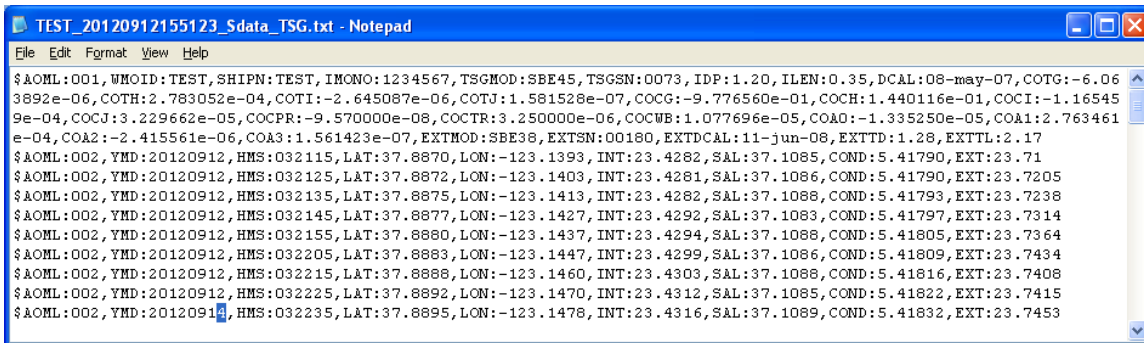 TEST_20120912155123_Sdata_TSG.txt - Notepad
File Edit Format View Help
$AOML:001,WMOID:TEST,SHIPN:TEST,IMONO:1234567,TSGMOD:SBE45,TSGSN:0073,IDP:1.20,ILEN:0.35,DCAL:08-may-07,COTG:-6.06
3892e-06,COTH:2.783052e-04,COTI:-2.645087e-06,COTJ:1.581528e-07,COCG:-9.776560e-01,COCH:1.440116e-01,COCI:-1.16545
9e-04,COCJ:3.229662e-05,COCPR:-9.570000e-08,COCTR:3.250000e-06,COCWB:1.077696e-05,COA0:-1.335250e-05,COA1:2.763461
e-04,COA2:-2.415561e-06,COA3:1.561423e-07,EXTMOD:SBE38,EXTSN:00180,EXTDCAL:11-jun-08,EXTTD:1.28,EXTTL:2.17
$AOML:002,YMD:20120912,HMS:032115,LAT:37.8870,LON:-123.1393,INT:23.4282,SAL:37.1085,COND:5.41790,EXT:23.71
$AOML:002,YMD:20120912,HMS:032125,LAT:37.8872,LON:-123.1403,INT:23.4281,SAL:37.1086,COND:5.41790,EXT:23.7205
$AOML:002,YMD:20120912,HMS:032135,LAT:37.8875,LON:-123.1413,INT:23.4282,SAL:37.1088,COND:5.41793,EXT:23.7238
$AOML:002,YMD:20120912,HMS:032145,LAT:37.8877,LON:-123.1427,INT:23.4292,SAL:37.1083,COND:5.41797,EXT:23.7314
$AOML:002,YMD:20120912,HMS:032155,LAT:37.8880,LON:-123.1437,INT:23.4294,SAL:37.1088,COND:5.41805,EXT:23.7364
$AOML:002,YMD:20120912,HMS:032205,LAT:37.8883,LON:-123.1447,INT:23.4299,SAL:37.1086,COND:5.41809,EXT:23.7434
$AOML:002,YMD:20120912,HMS:032215,LAT:37.8888,LON:-123.1460,INT:23.4303,SAL:37.1088,COND:5.41816,EXT:23.7408
$AOML:002,YMD:20120912,HMS:032225,LAT:37.8892,LON:-123.1470,INT:23.4312,SAL:37.1085,COND:5.41822,EXT:23.7415
$AOML:002,YMD:20120914,HMS:032235,LAT:37.8895,LON:-123.1478,INT:23.4316,SAL:37.1089,COND:5.41832,EXT:23.7453